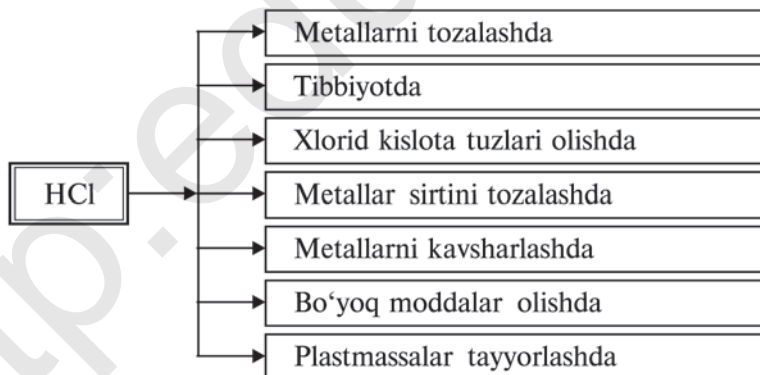 Metallarni tozalashda
Tibbiyotda
Xlorid kislota tuzlari olishda
HCl
Metallar sirtini tozalashda
Metallarni kavsharlashda
Bo‘yoq moddalar olishda
Plastmassalar tayyorlashda